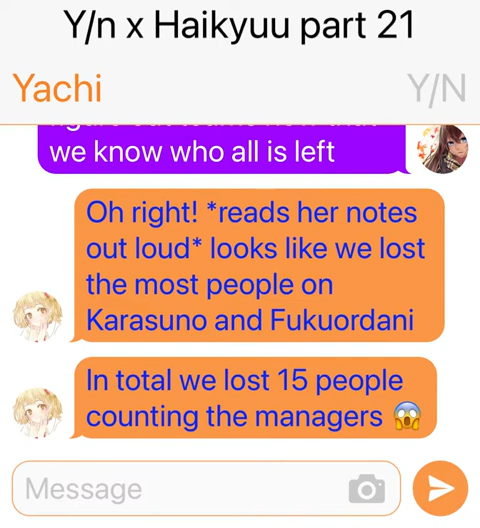 Y/n x Haikyuu part 21
Yachi
Y/N
we know who all is left
Oh right! *reads her notes
out loud* looks like we lost
the most people on
Karasuno and Fukuordani
In total we lost 15 people
counting the managers 😱
Message